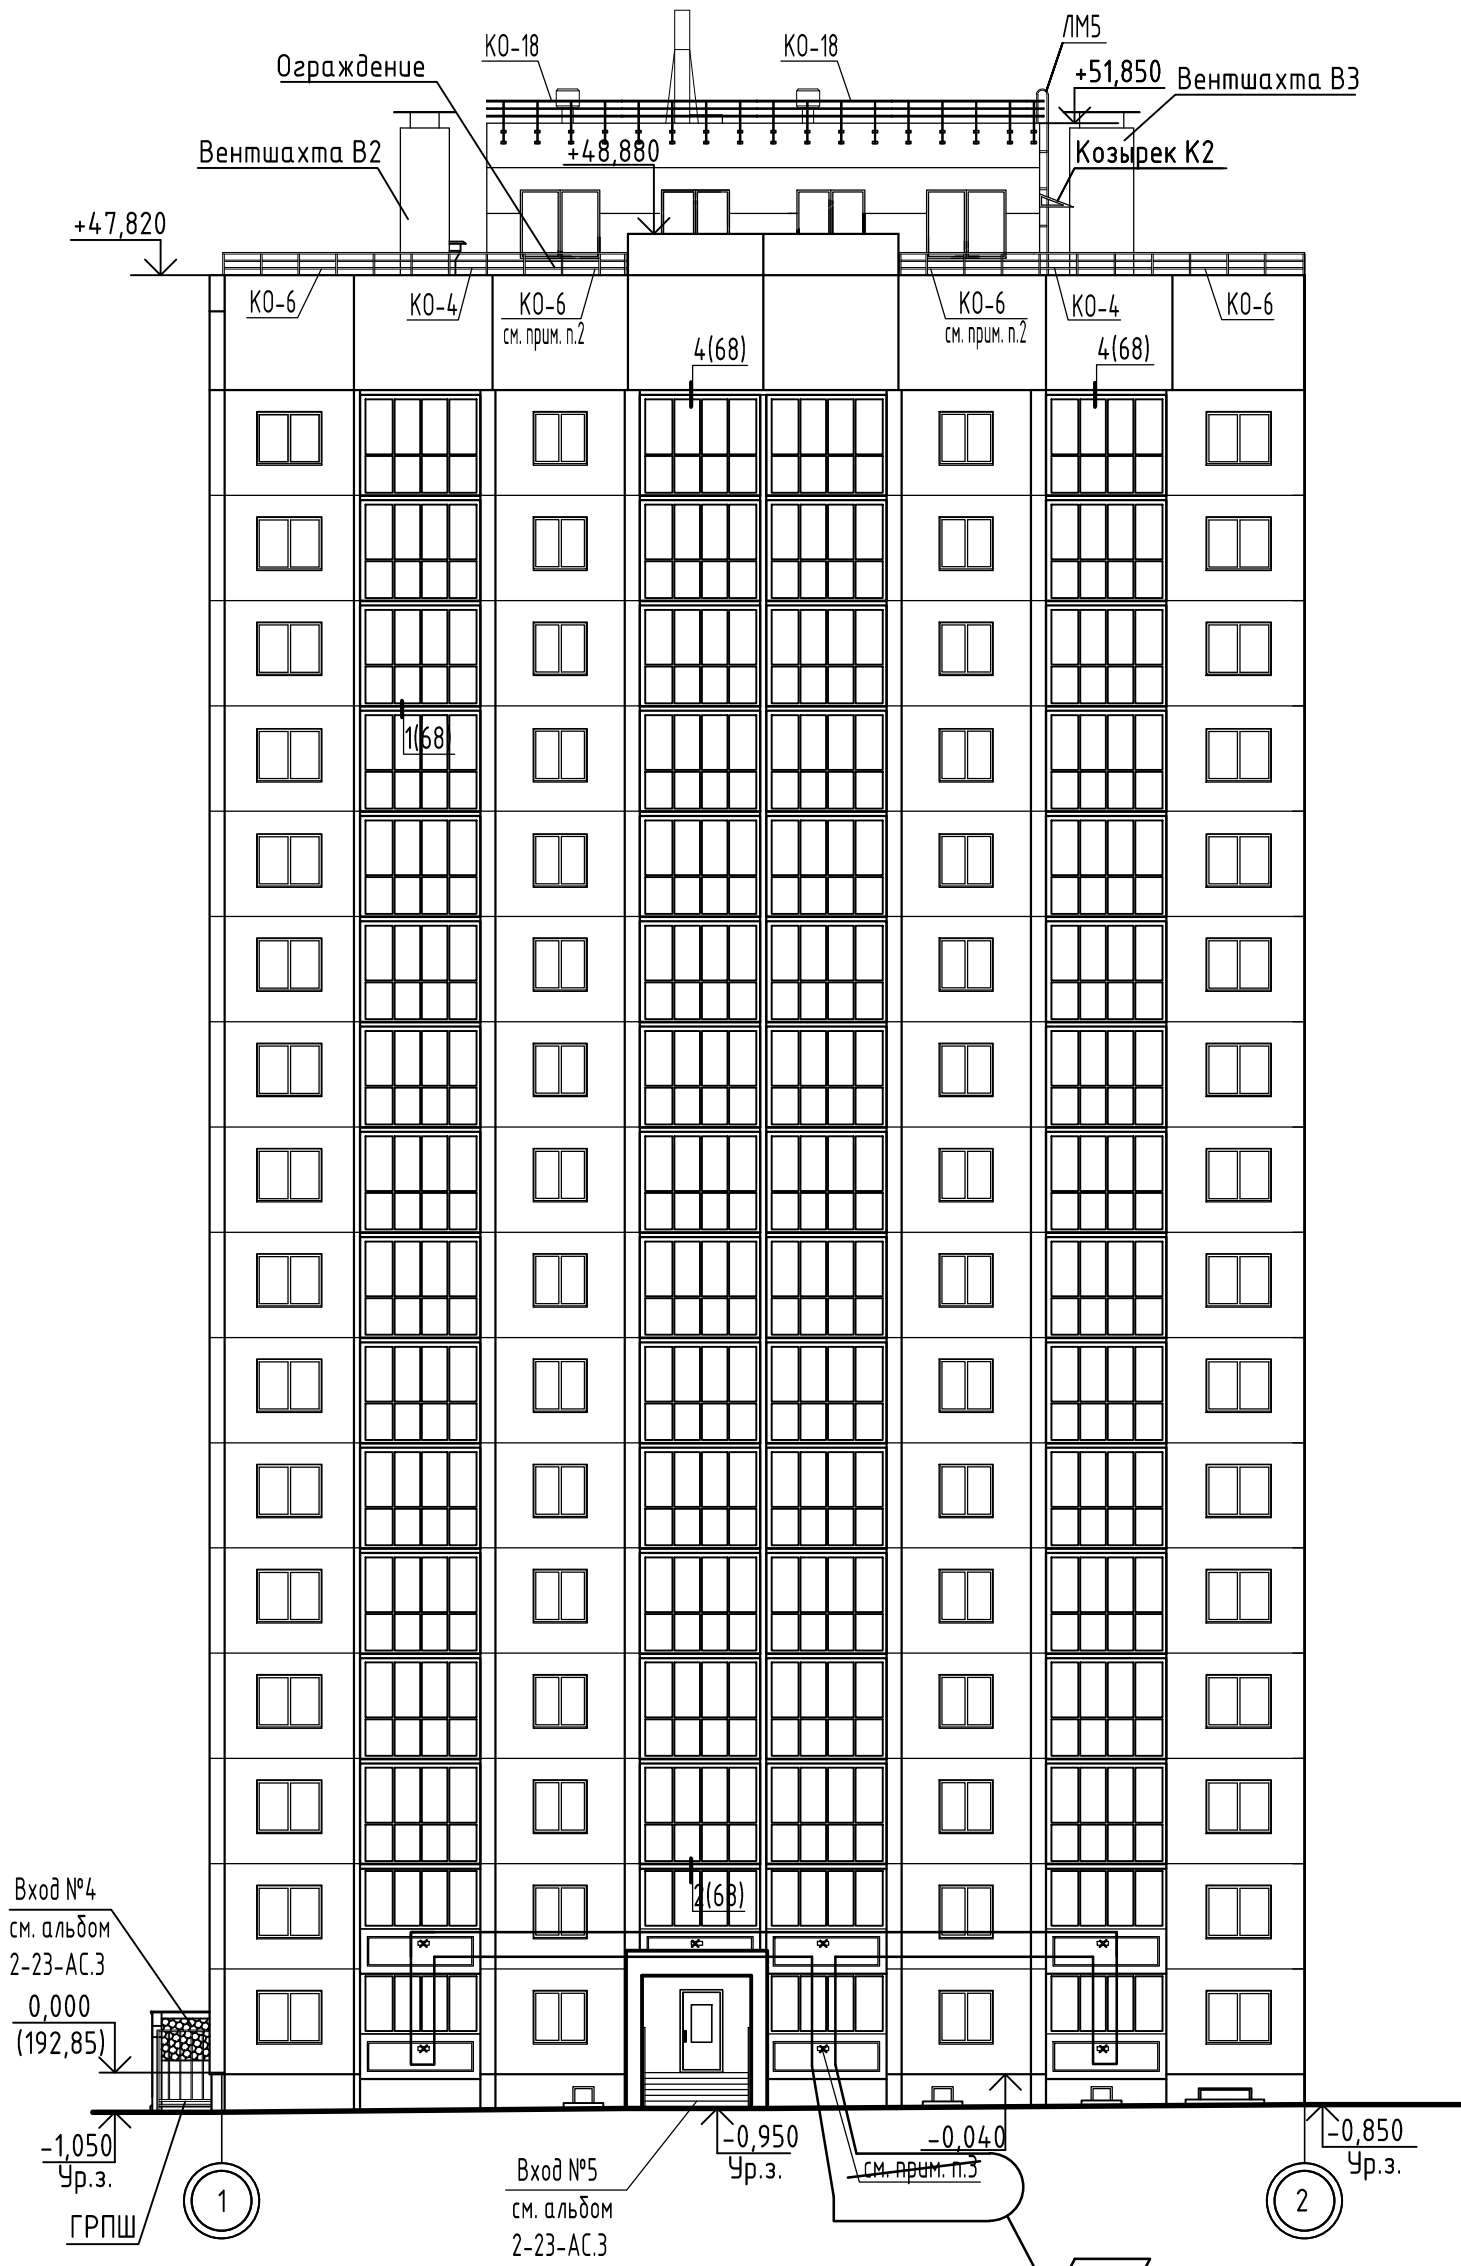 КО-18
КО-18
ЛМ5
Ограждение
+51,850
Вентшахта В3
Вентшахта В2
+48,880
Козырек К2
+47,820
КО-6
КО-4
КО-6
см. прим. п.2
КО-6
см. прим. п.2
КО-4
КО-6
4(68)
4(68)
1(68)
2(68)
Вход №4
см. альбом
2-23-АС.3
0,000
(192,85)
-1,050
Ур.з.
ГРПШ
1
Вход №5
см. альбом
2-23-АС.3
-0,950
Ур.з.
-0,040
см. прим. п.3
-0,850
Ур.з.
2